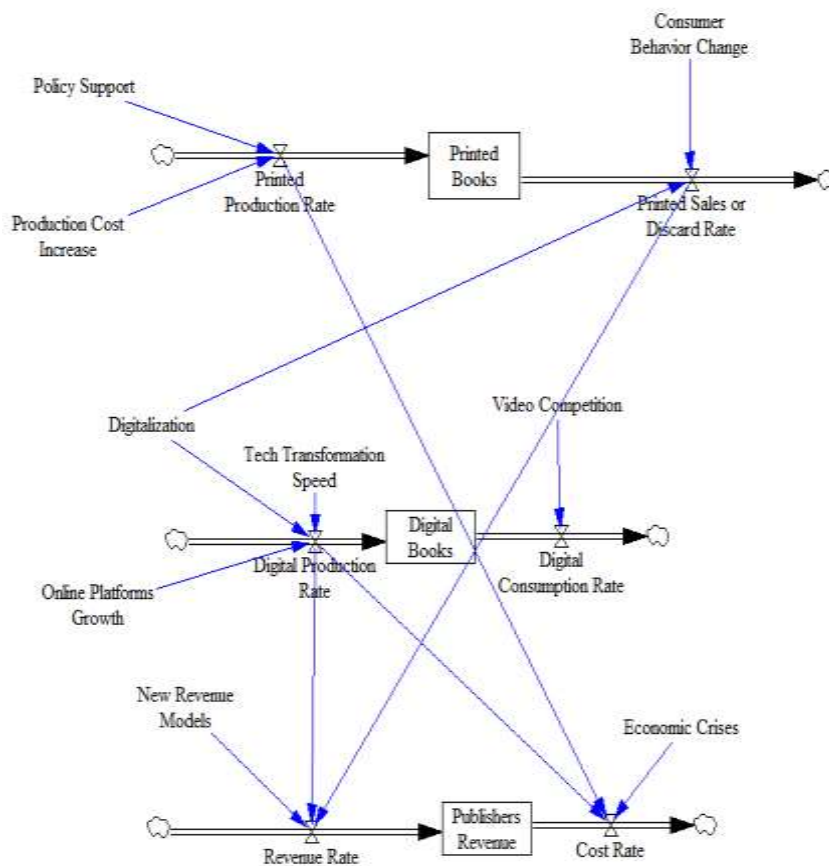 Consumer
Behavior Change
Policy Support
Printed
Books
Printed
Production Rate
Printed Sales or
Discard Rate
Production Cost
Increase
Video Competition
Digitalization
Tech Transformation
Speed
Digital
Books
Digital Production
Rate
Digital
Consumption Rate
Online Platforms
Growth
New Revenue
Models
Economic Crises
Publishers
Revenue
Revenue Rate
Cost Rate